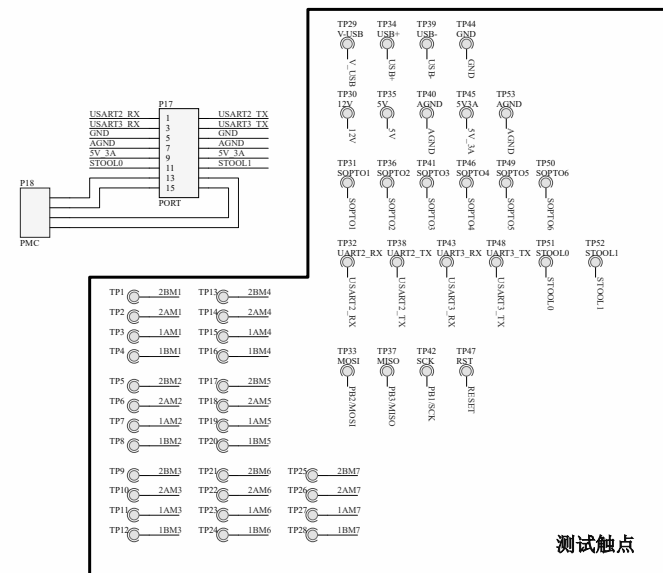 TP29 TP34 TP39 TP44
V-USB USB+ USB- GND
V_USB USB+ USB- GND
TP30 TP35 TP40 TP45 TP53
12V 5V AGND 5V3A AGND
12V 5V AGND 5V_3A AGND
P17
USART2_RX 1 USART2_TX
USART3_RX 3 USART3_TX
GND 5 GND
AGND 7 AGND
5V_3A 9 5V_3A
STOOL0 11 STOOL1
13
15
PORT
P18
PMC
TP31 TP36 TP41 TP46 TP49 TP50
SOPTO1 SOPTO2 SOPTO3 SOPTO4 SOPTO5 SOPTO6
SOPTO1 SOPTO2 SOPTO3 SOPTO4 SOPTO5 SOPTO6
TP32 TP38 TP43 TP48 TP51 TP52
UART2_RX UART2_TX UART3_RX UART3_TX STOOL0 STOOL1
USART2_RX USART2_TX USART3_RX USART3_TX STOOL0 STOOL1
TP33 TP37 TP42 TP47
MOSI MISO SCK RST
PB2/MOSI PB3/MISO PB1/SCK RESET
TP1 2BM1 TP13 2BM4
TP2 2AM1 TP14 2AM4
TP3 1AM1 TP15 1AM4
TP4 1BM1 TP16 1BM4
TP5 2BM2 TP17 2BM5
TP6 2AM2 TP18 2AM5
TP7 1AM2 TP19 1AM5
TP8 1BM2 TP20 1BM5
TP9 2BM3 TP21 2BM6 TP25 2BM7
TP10 2AM3 TP22 2AM6 TP26 2AM7
TP11 1AM3 TP23 1AM6 TP27 1AM7
TP12 1BM3 TP24 1BM6 TP28 1BM7
测试触点